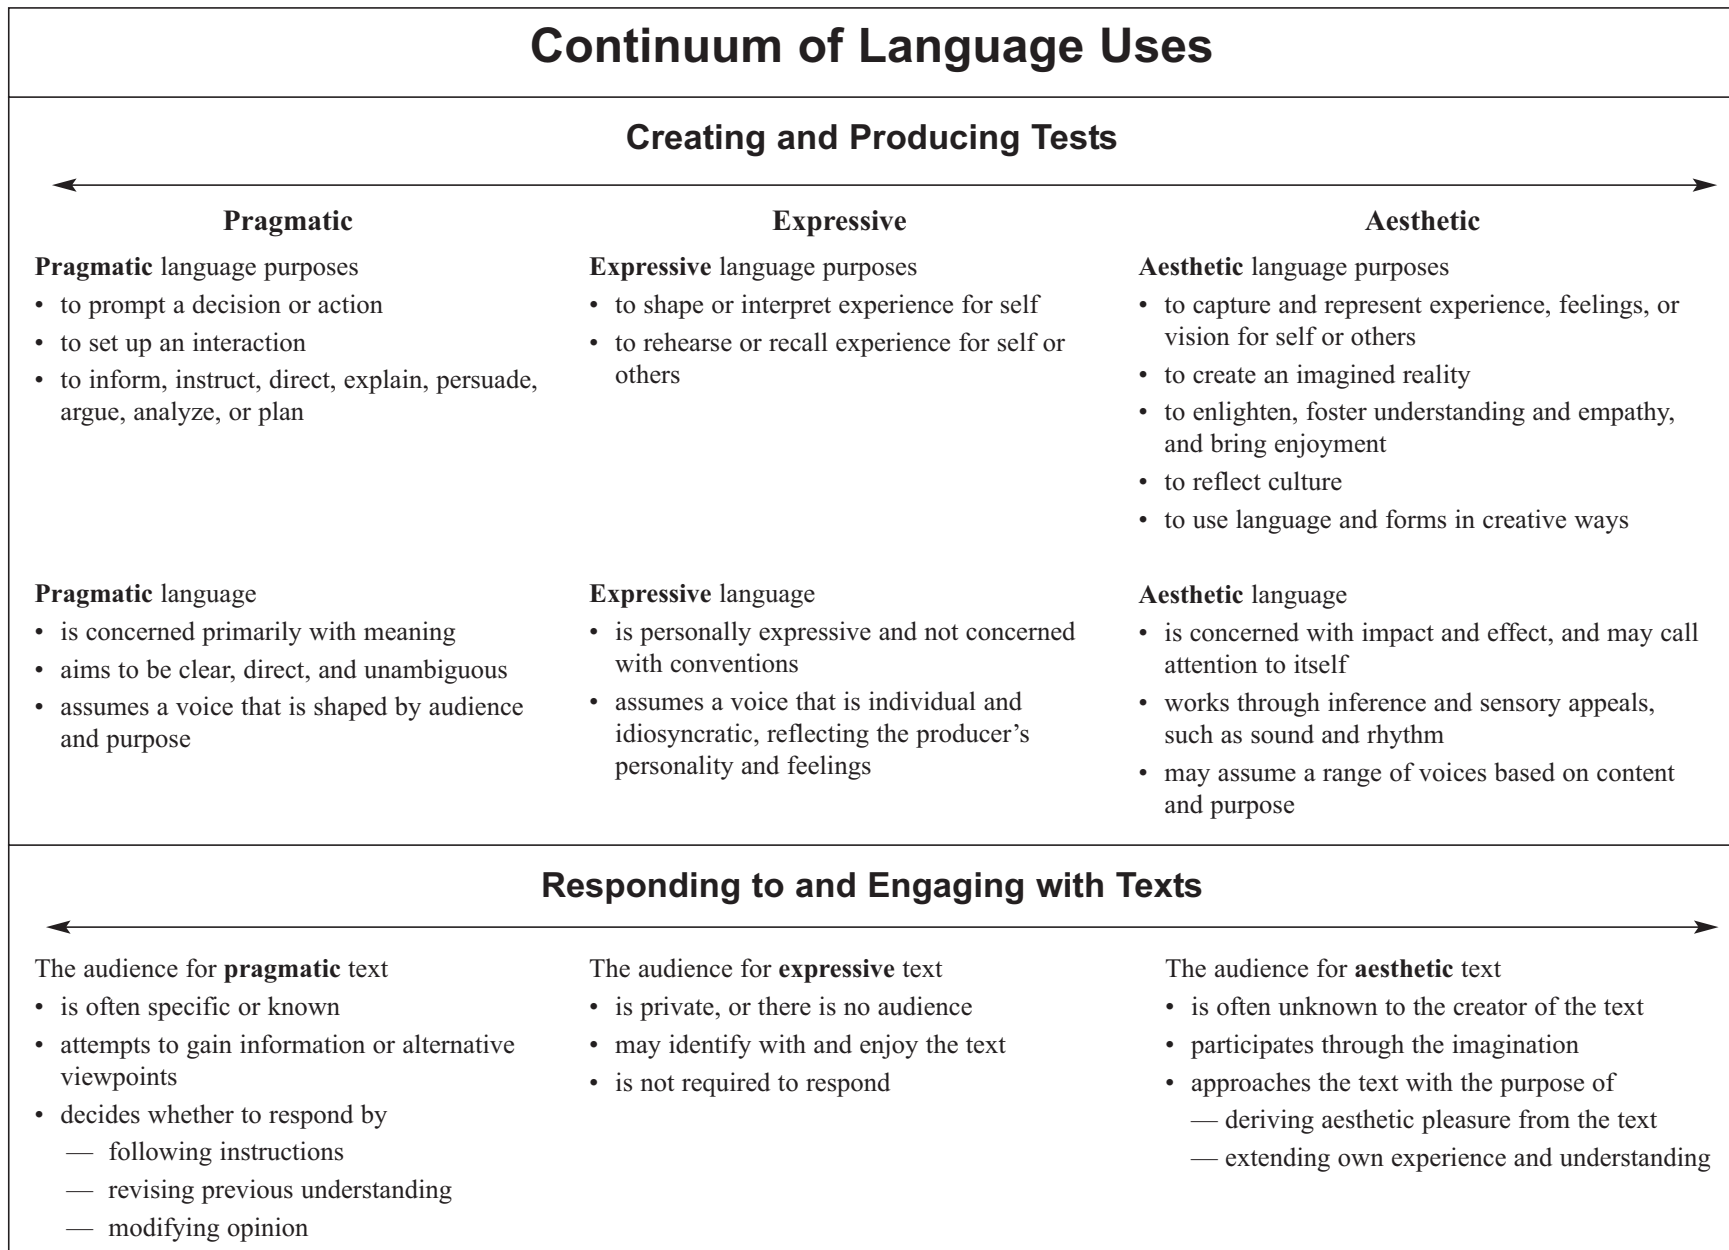 Continuum of Language Uses
Creating and Producing Tests
Pragmatic
Pragmatic language purposes
• to prompt a decision or action
• to set up an interaction
• to inform, instruct, direct, explain, persuade,
argue, analyze, or plan
Expressive
Expressive language purposes
• to shape or interpret experience for self
• to rehearse or recall experience for self or
others
Aesthetic
Aesthetic language purposes
• to capture and represent experience, feelings, or
vision for self or others
• to create an imagined reality
• to enlighten, foster understanding and empathy,
and bring enjoyment
• to reflect culture
• to use language and forms in creative ways
Pragmatic language
• is concerned primarily with meaning
• aims to be clear, direct, and unambiguous
• assumes a voice that is shaped by audience
and purpose
Expressive language
• is personally expressive and not concerned
with conventions
• assumes a voice that is individual and
idiosyncratic, reflecting the producer’s
personality and feelings
Aesthetic language
• is concerned with impact and effect, and may call
attention to itself
• works through inference and sensory appeals,
such as sound and rhythm
• may assume a range of voices based on content
and purpose
Responding to and Engaging with Texts
The audience for pragmatic text
• is often specific or known
• attempts to gain information or alternative
viewpoints
• decides whether to respond by
— following instructions
— revising previous understanding
— modifying opinion
The audience for expressive text
• is private, or there is no audience
• may identify with and enjoy the text
• is not required to respond
The audience for aesthetic text
• is often unknown to the creator of the text
• participates through the imagination
• approaches the text with the purpose of
— deriving aesthetic pleasure from the text
— extending own experience and understanding